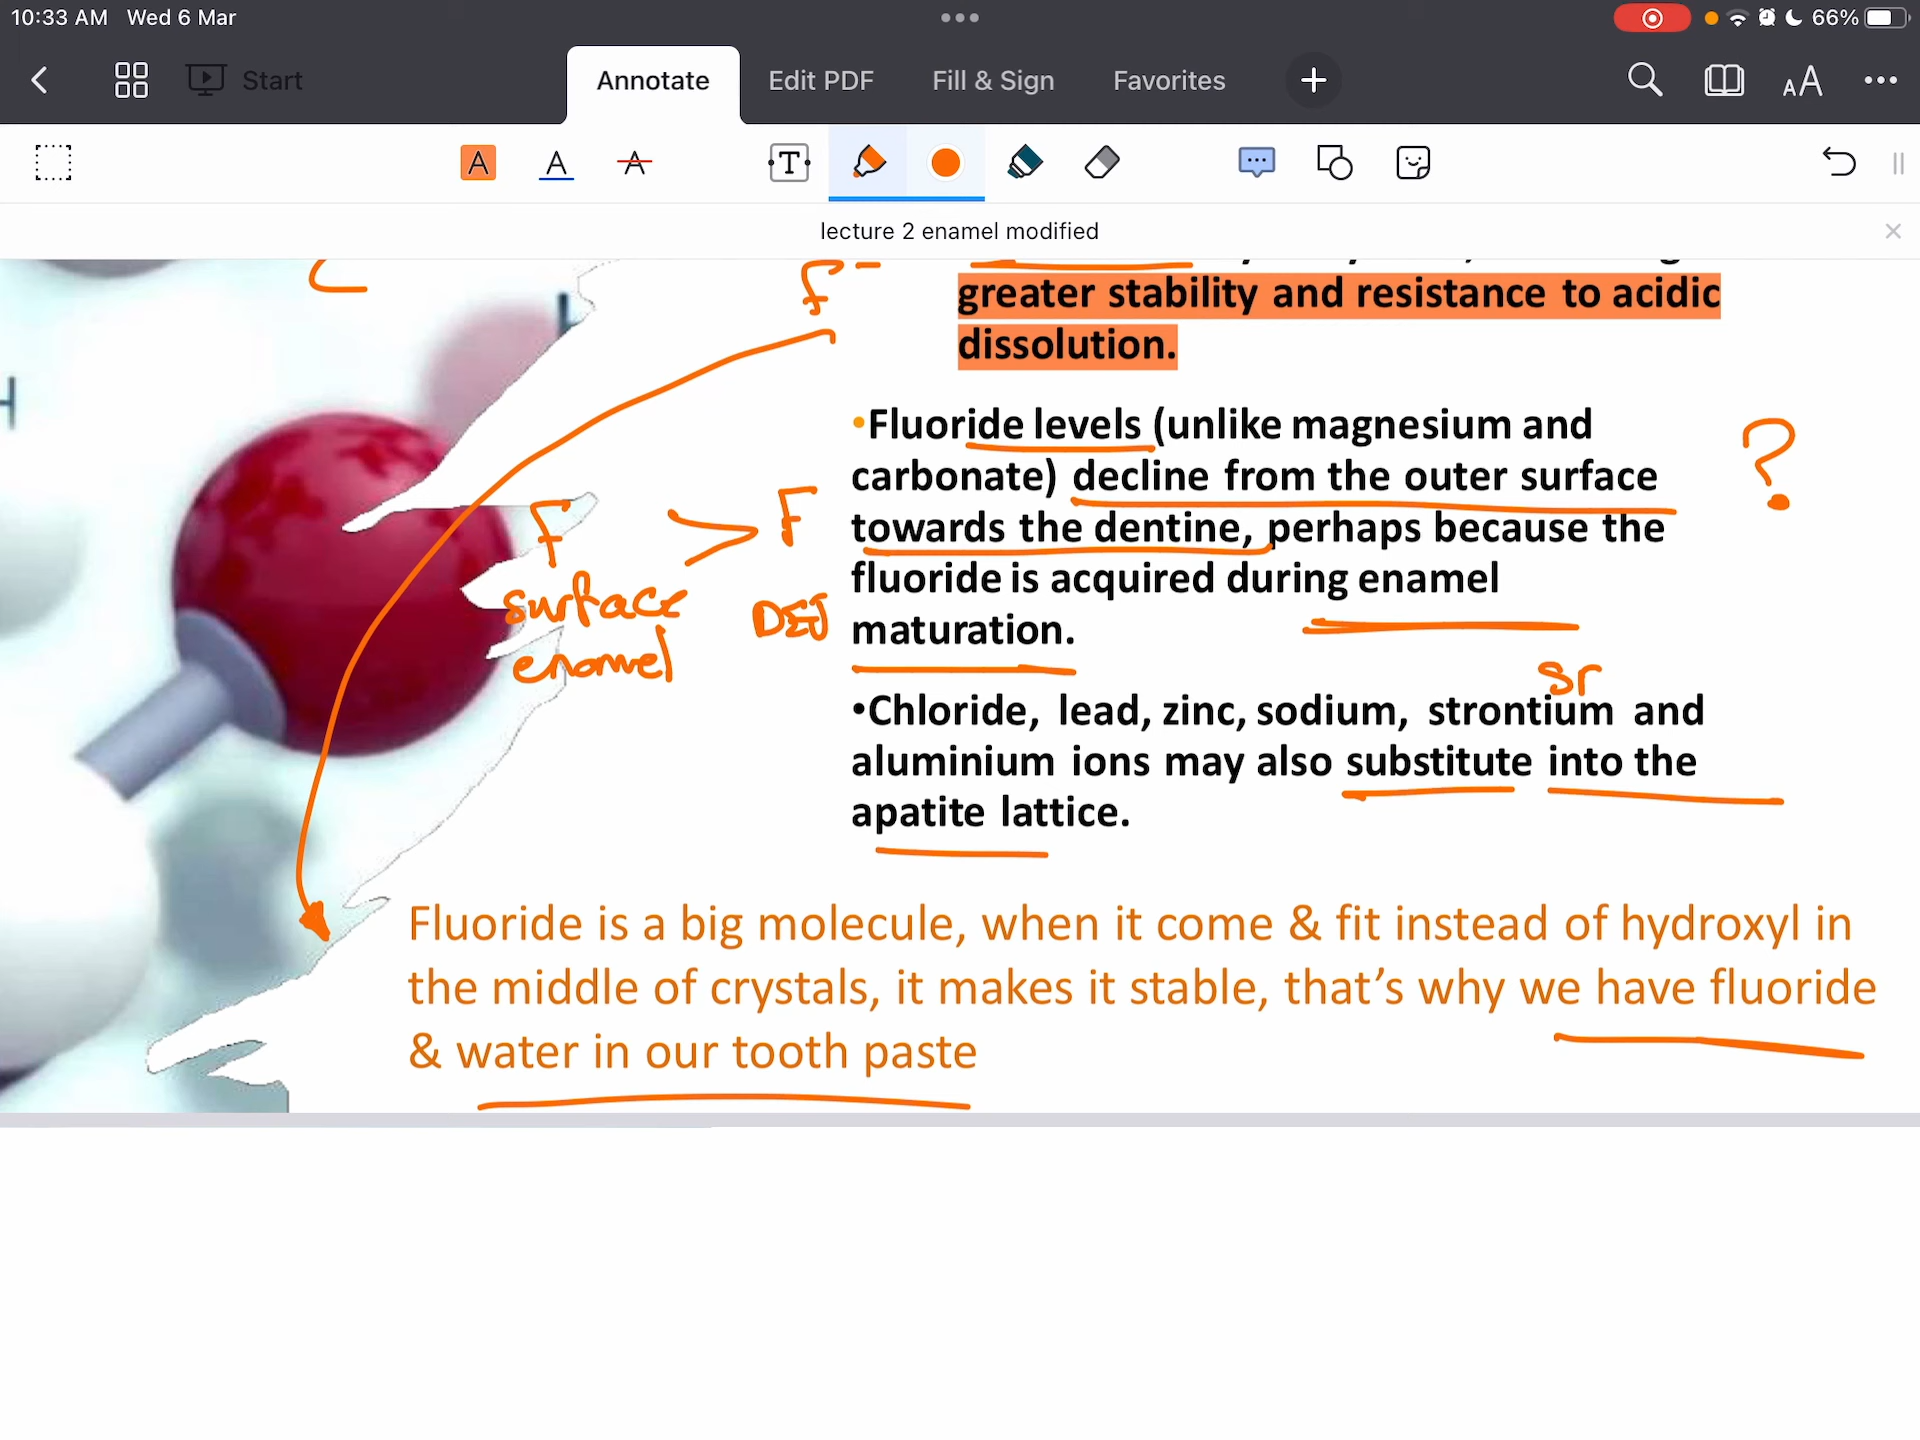 10:33 AM Wed 6 Mar
66%
Start
Annotate
Edit PDF
Fill & Sign
Favorites
AA
A A A T
lecture 2 enamel modified
F-
greater stability and resistance to acidic
dissolution.
•Fluoride levels (unlike magnesium and
carbonate) decline from the outer surface
towards the dentine, perhaps because the
fluoride is acquired during enamel
maturation.
?
F > F
surface
enamel
DEJ
sr
•Chloride, lead, zinc, sodium, strontium and
aluminium ions may also substitute into the
apatite lattice.
H
Fluoride is a big molecule, when it come & fit instead of hydroxyl in
the middle of crystals, it makes it stable, that’s why we have fluoride
& water in our tooth paste